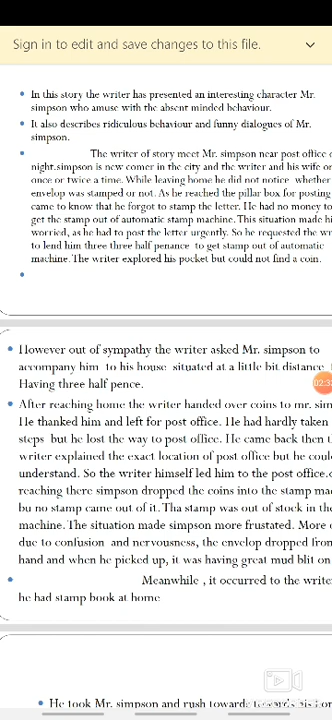 Sign in to edit and save changes to this file.
In this story the writer has presented an interesting character Mr.
simpson who amuse with the absent minded behaviour.
It also describes ridiculous behaviour and funny dialogues of Mr.
simpson.
The writer of story meet Mr. simpson near post office
night.simpson is new comer in the city and the writer and his wife
once or twice a time. While leaving home he did not notice whether
envelop was stamped or not. As he reached the pillar box for posting
came to know that he forgot to stamp the letter. He had no money to
get the stamp out of automatic stamp machine. This situation made
worried, as he had to post the letter urgently. So he requested the
to lend him three three half penance to get stamp out of automatic
machine. The writer explored his pocket but could not find a coin.
However out of sympathy the writer asked Mr. simpson to
accompany him to his house situated at a little bit distance
Having three half pence.
After reaching home the writer handed over coins to mr.
He thanked him and left for post office. He had hardly taken
steps but he lost the way to post office. He came back then
writer explained the exact location of post office but he
understand. So the writer himself led him to the post office.
reaching there simpson dropped the coins into the stamp
bu no stamp came out of it. Tha stamp was out of stock in
machine. The situation made simpson more frustated. More
due to confusion and nervousness, the envelop dropped
hand and when he picked up, it was having great mud blit on
Meanwhile , it occurred to the
he had stamp book at home
He took Mr. simpson and rush towards